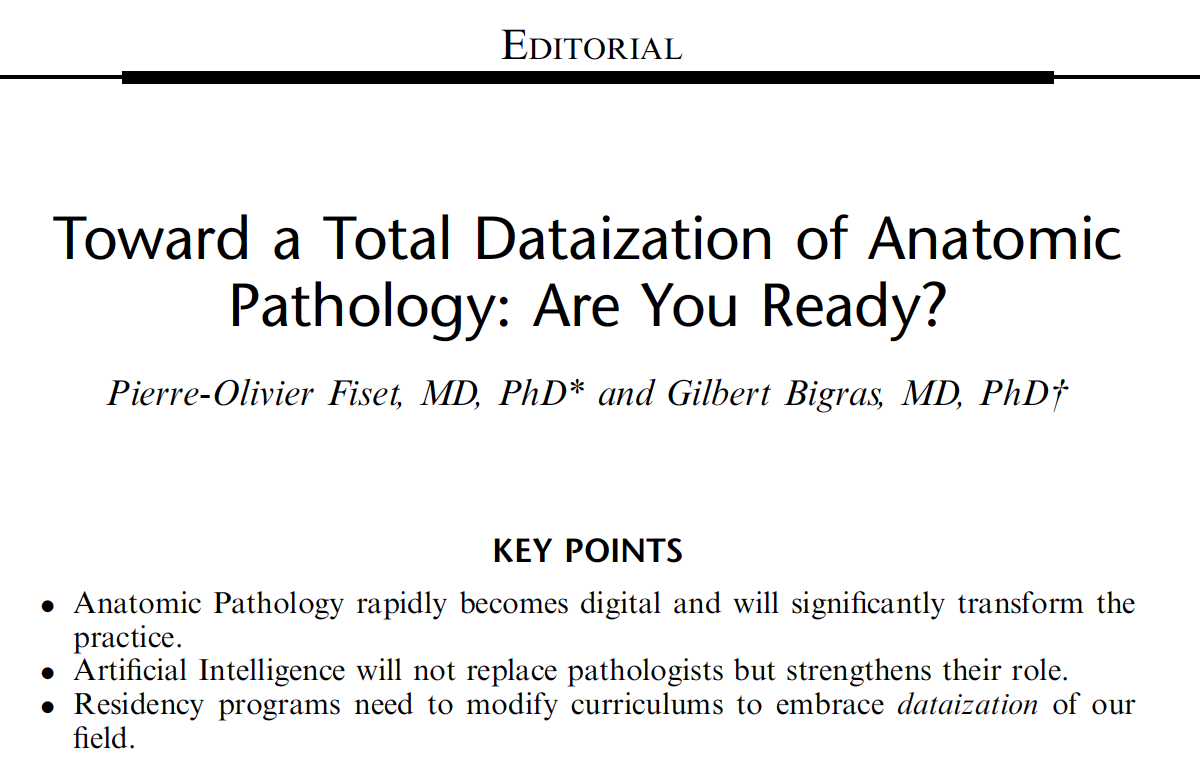 EDITORIAL
Toward a Total Dataization of Anatomic
Pathology: Are You Ready?
Pierre-Olivier Fiset, MD, PhD* and Gilbert Bigras, MD, PhD†
KEY POINTS
• Anatomic Pathology rapidly becomes digital and will significantly transform the
practice.
• Artificial Intelligence will not replace pathologists but strengthens their role.
• Residency programs need to modify curriculums to embrace dataization of our
field.